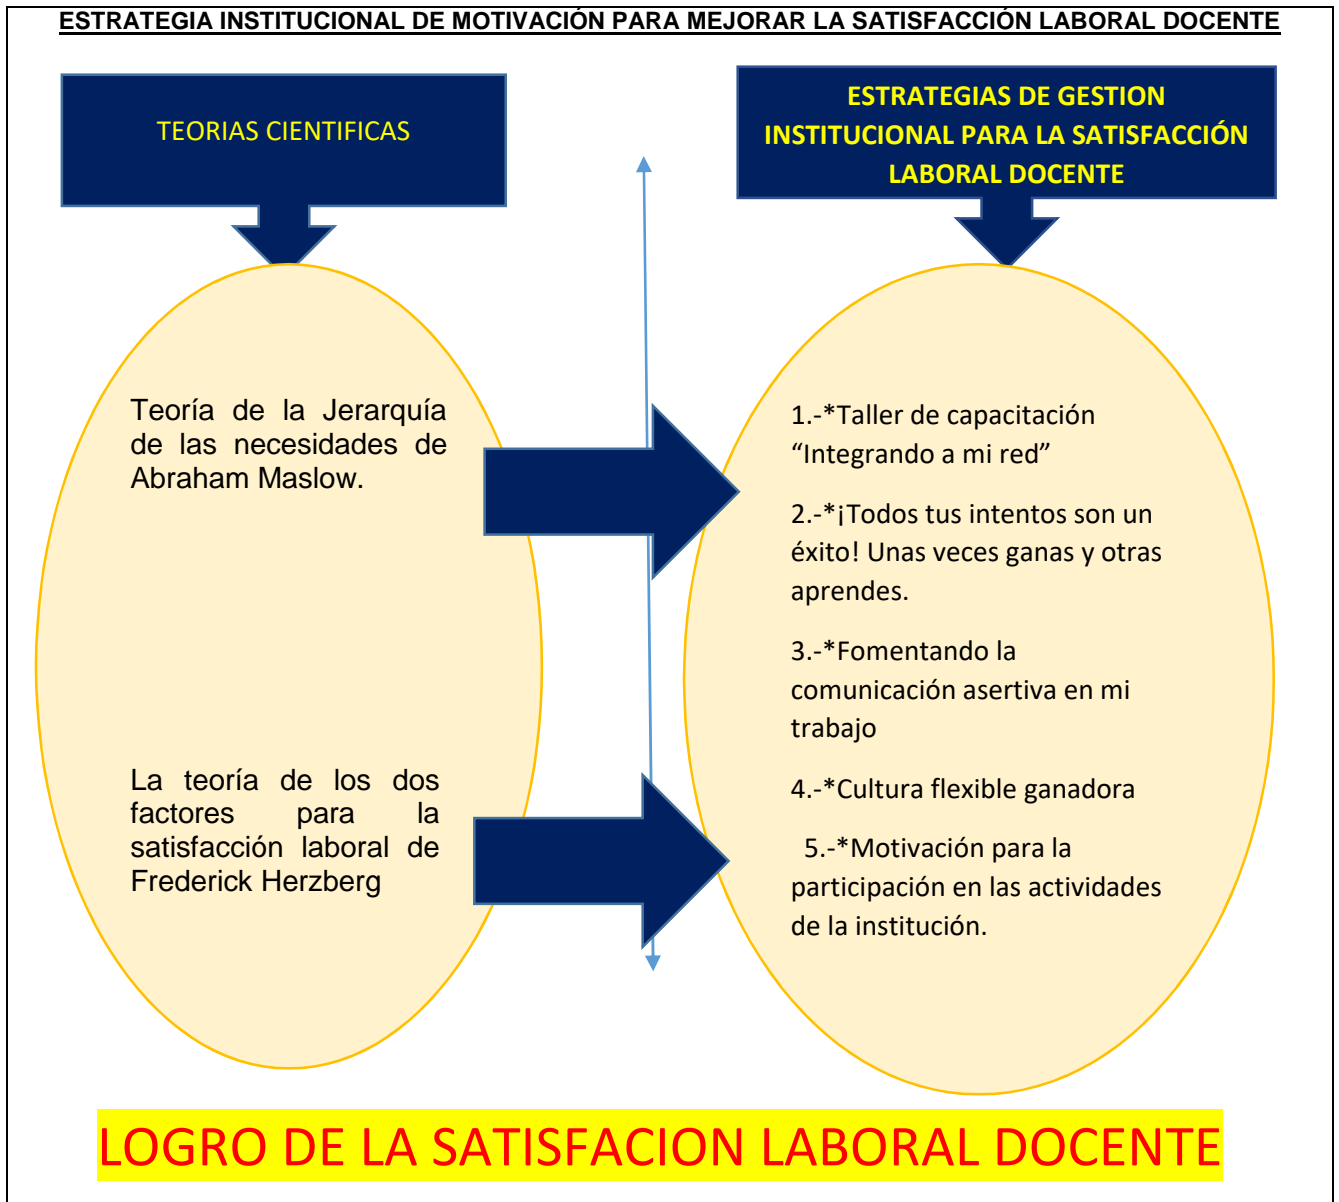 ESTRATEGIA INSTITUCIONAL DE MOTIVACIÓN PARA MEJORAR LA SATISFACCIÓN LABORAL DOCENTE
TEORIAS CIENTIFICAS
ESTRATEGIAS DE GESTION
INSTITUCIONAL PARA LA SATISFACCIÓN
LABORAL DOCENTE
Teoría de la Jerarquía
de las necesidades de
Abraham Maslow.
La teoría de los dos
factores para la
satisfacción laboral de
Frederick Herzberg
1.-*Taller de capacitación
“Integrando a mi red”
2.-*¡Todos tus intentos son un
éxito! Unas veces ganas y otras
aprendes.
3.-*Fomentando la
comunicación asertiva en mi
trabajo
4.-*Cultura flexible ganadora
5.-*Motivación para la
participación en las actividades
de la institución.
LOGRO DE LA SATISFACION LABORAL DOCENTE